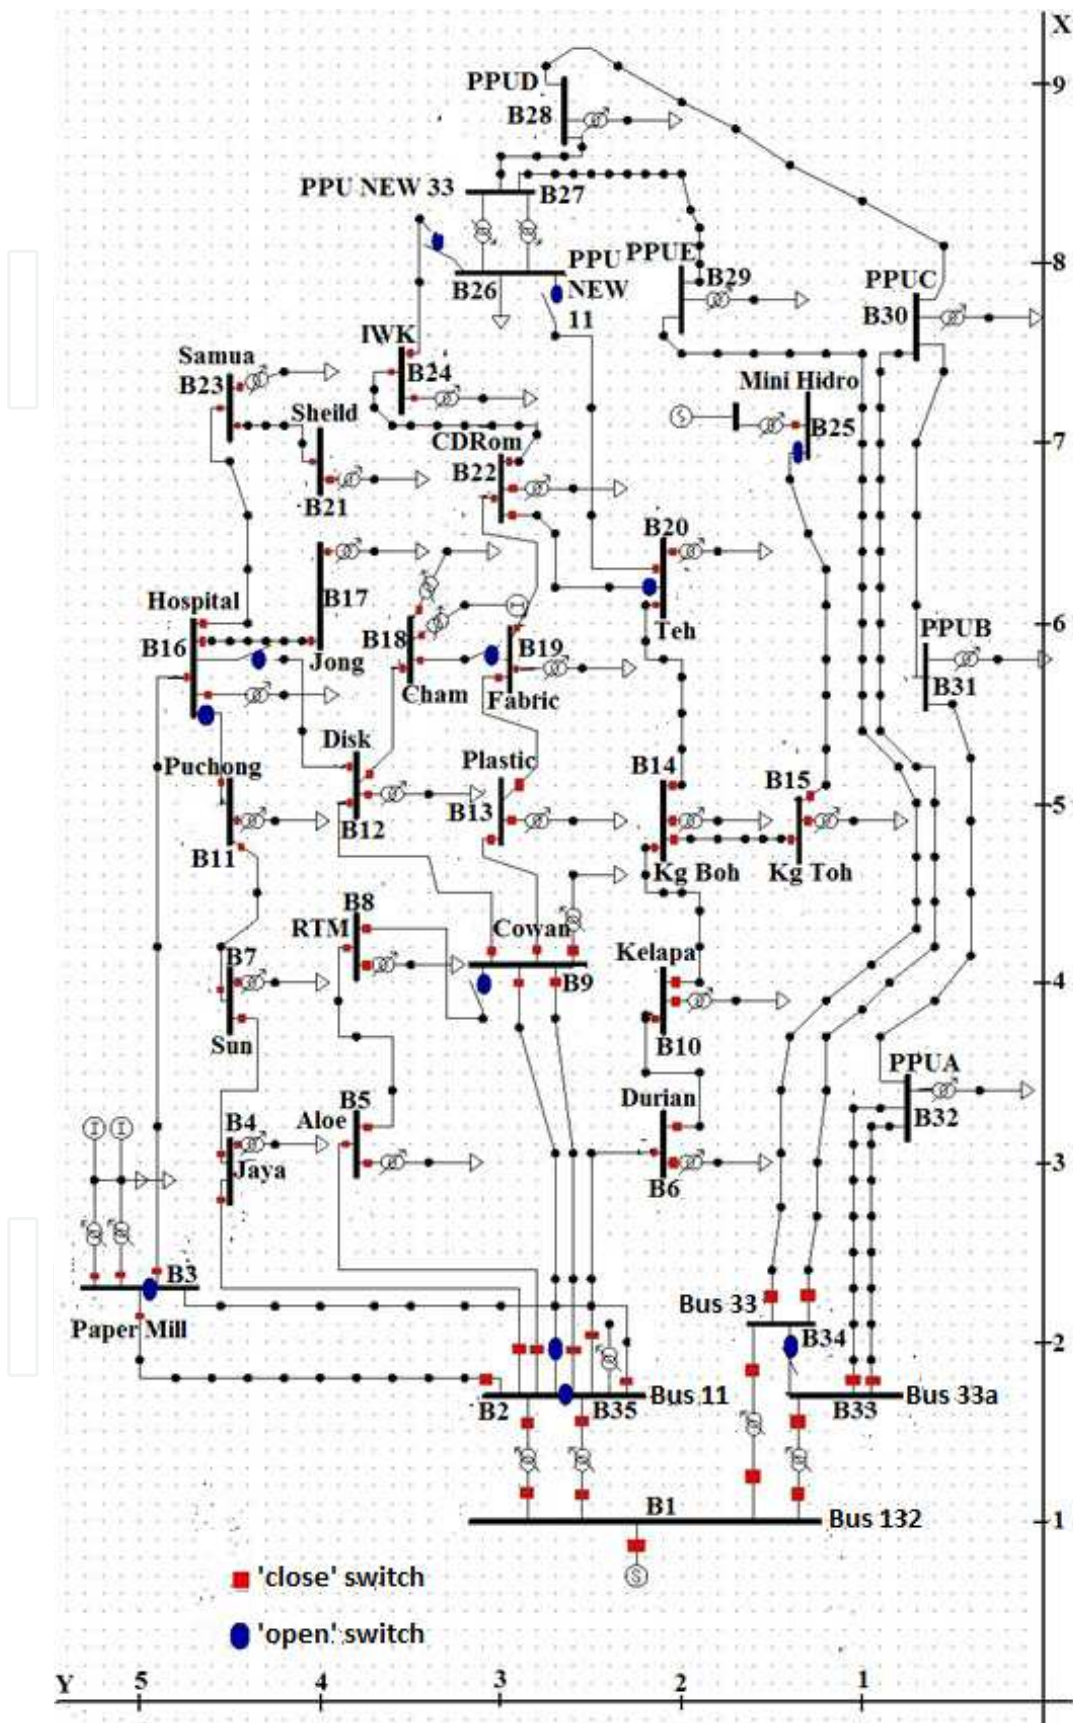 X
9
PPUD
B28
PPU NEW 33
B27
8
PPUE
PPU
B29
PPUC
B26
NEW
11
B30
IWK
Samua
B24
Mini Hidro
B23
Sheild
S
B25
7
CDRom
B22
B21
B20
Hospital
B17
I
6
B18
B19
PPUB
B16
Jong
Teh
B31
Cham
Fabric
Disk
Puchong
Plastic
B14
B15
5
B13
B12
B11
Kg Boh
Kg Toh
B8
RTM
Cowan
B7
Kelapa
B9
4
Sun
B10
PPUA
Durian
B5
B32
I I
B4
Aloe
3
Jaya
B6
B3
Bus 33
Paper Mill
B34
2
B2
B35
Bus 11
B33
Bus 33a
B1
Bus 132
1
'close' switch
S
'open' switch
Y 5 4 3 2 1